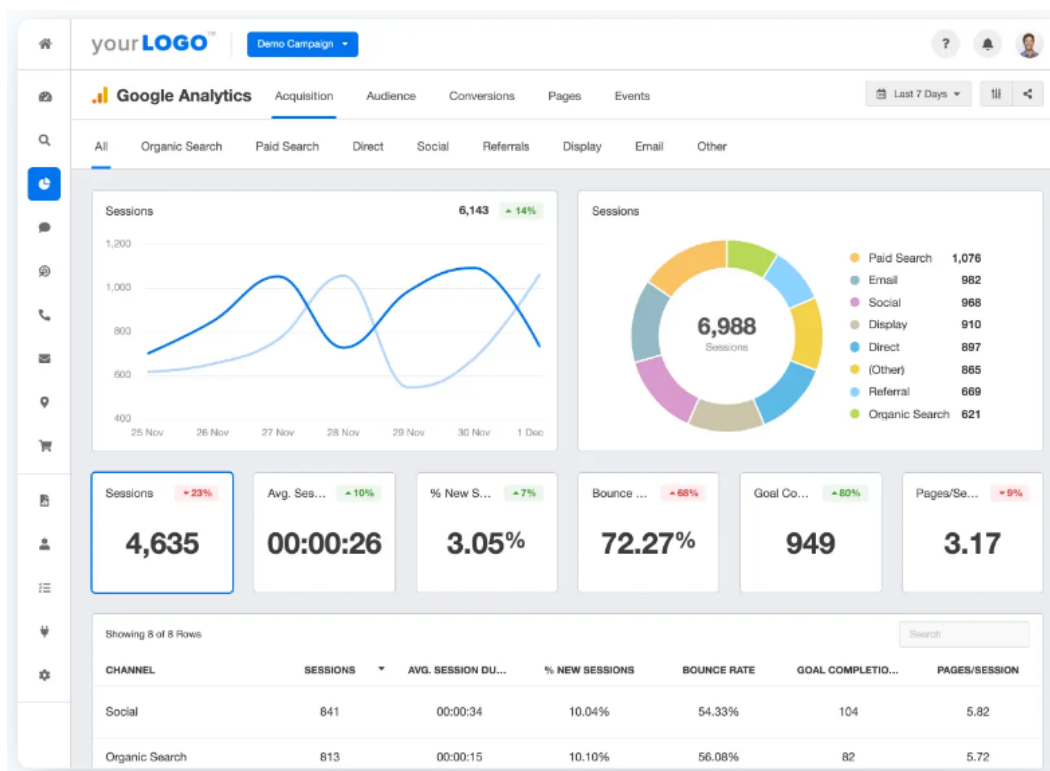 yourLOGO™ Demo Campaign ?
Google Analytics Acquisition Audience Conversions Pages Events Last 7 Days
All Organic Search Paid Search Direct Social Referrals Display Email Other
Sessions 6,143 14%
1,200
1,000
800
600
400
25 Nov 26 Nov 27 Nov 28 Nov 29 Nov 30 Nov 1 Dec
Sessions
6,988
Sessions
Paid Search 1,076
Email 982
Social 968
Display 910
Direct 897
(Other) 865
Referral 669
Organic Search 621
Sessions 23%
4,635
Avg. Ses... 10%
00:00:26
% New S... 7%
3.05%
Bounce ... 68%
72.27%
Goal Co... 80%
949
Pages/Se... 9%
3.17
Showing 8 of 8 Rows Search
CHANNEL SESSIONS AVG. SESSION DU... % NEW SESSIONS BOUNCE RATE GOAL COMPLETIO... PAGES/SESSION
Social 841 00:00:34 10.04% 54.33% 104 5.82
Organic Search 813 00:00:15 10.10% 56.08% 82 5.72